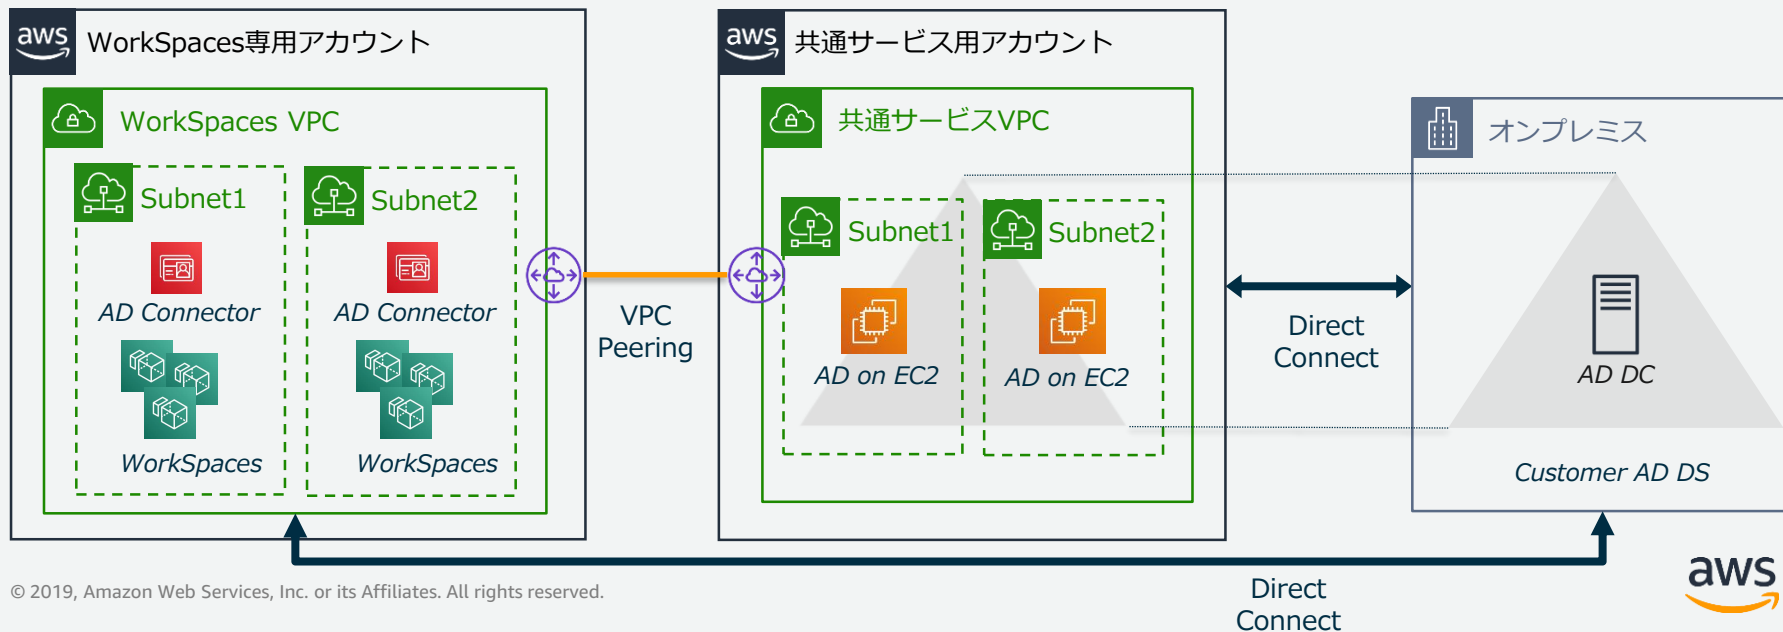 aws
WorkSpaces専用アカウント
WorkSpaces VPC
Subnet1
Subnet2
AD Connector
AD Connector
WorkSpaces
WorkSpaces
VPC
Peering
aws
共通サービス用アカウント
共通サービスVPC
Subnet1
Subnet2
AD on EC2
AD on EC2
Direct
Connect
オンプレミス
AD DC
Customer AD DS
Direct
Connect
© 2019, Amazon Web Services, Inc. or its Affiliates. All rights reserved.
aws